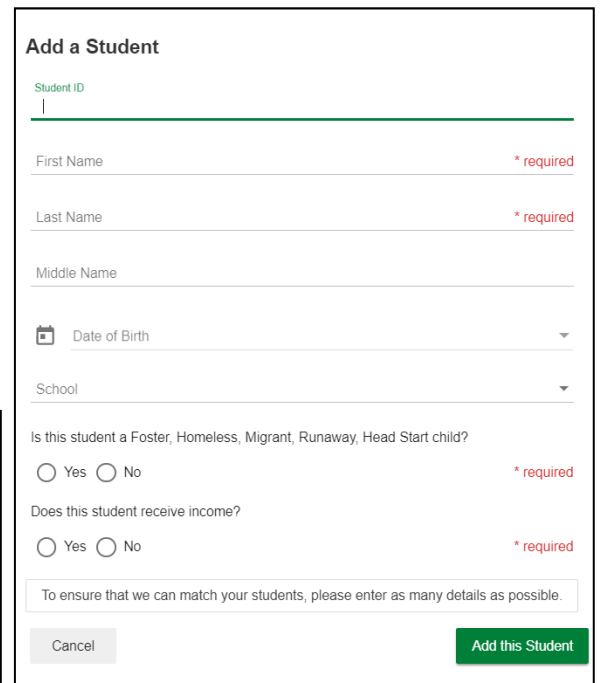 Add a Student
Student ID
First Name * required
Last Name * required
Middle Name
Date of Birth
School
Is this student a Foster, Homeless, Migrant, Runaway, Head Start child?
Yes No * required
Does this student receive income?
Yes No * required
To ensure that we can match your students, please enter as many details as possible.
Cancel Add this Student